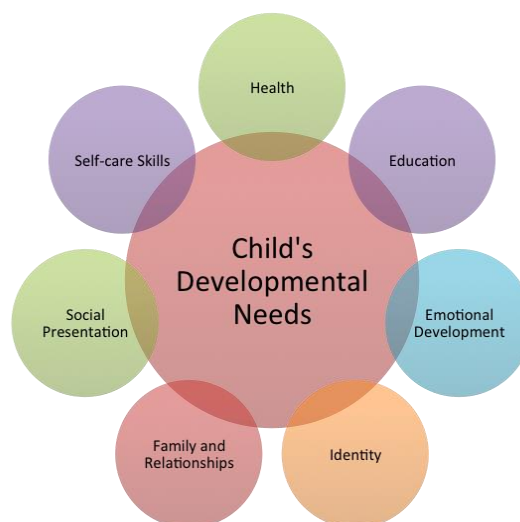 Health
Self-care Skills
Education
Child's
Developmental
Needs
Social
Presentation
Emotional
Development
Family and
Relationships
Identity